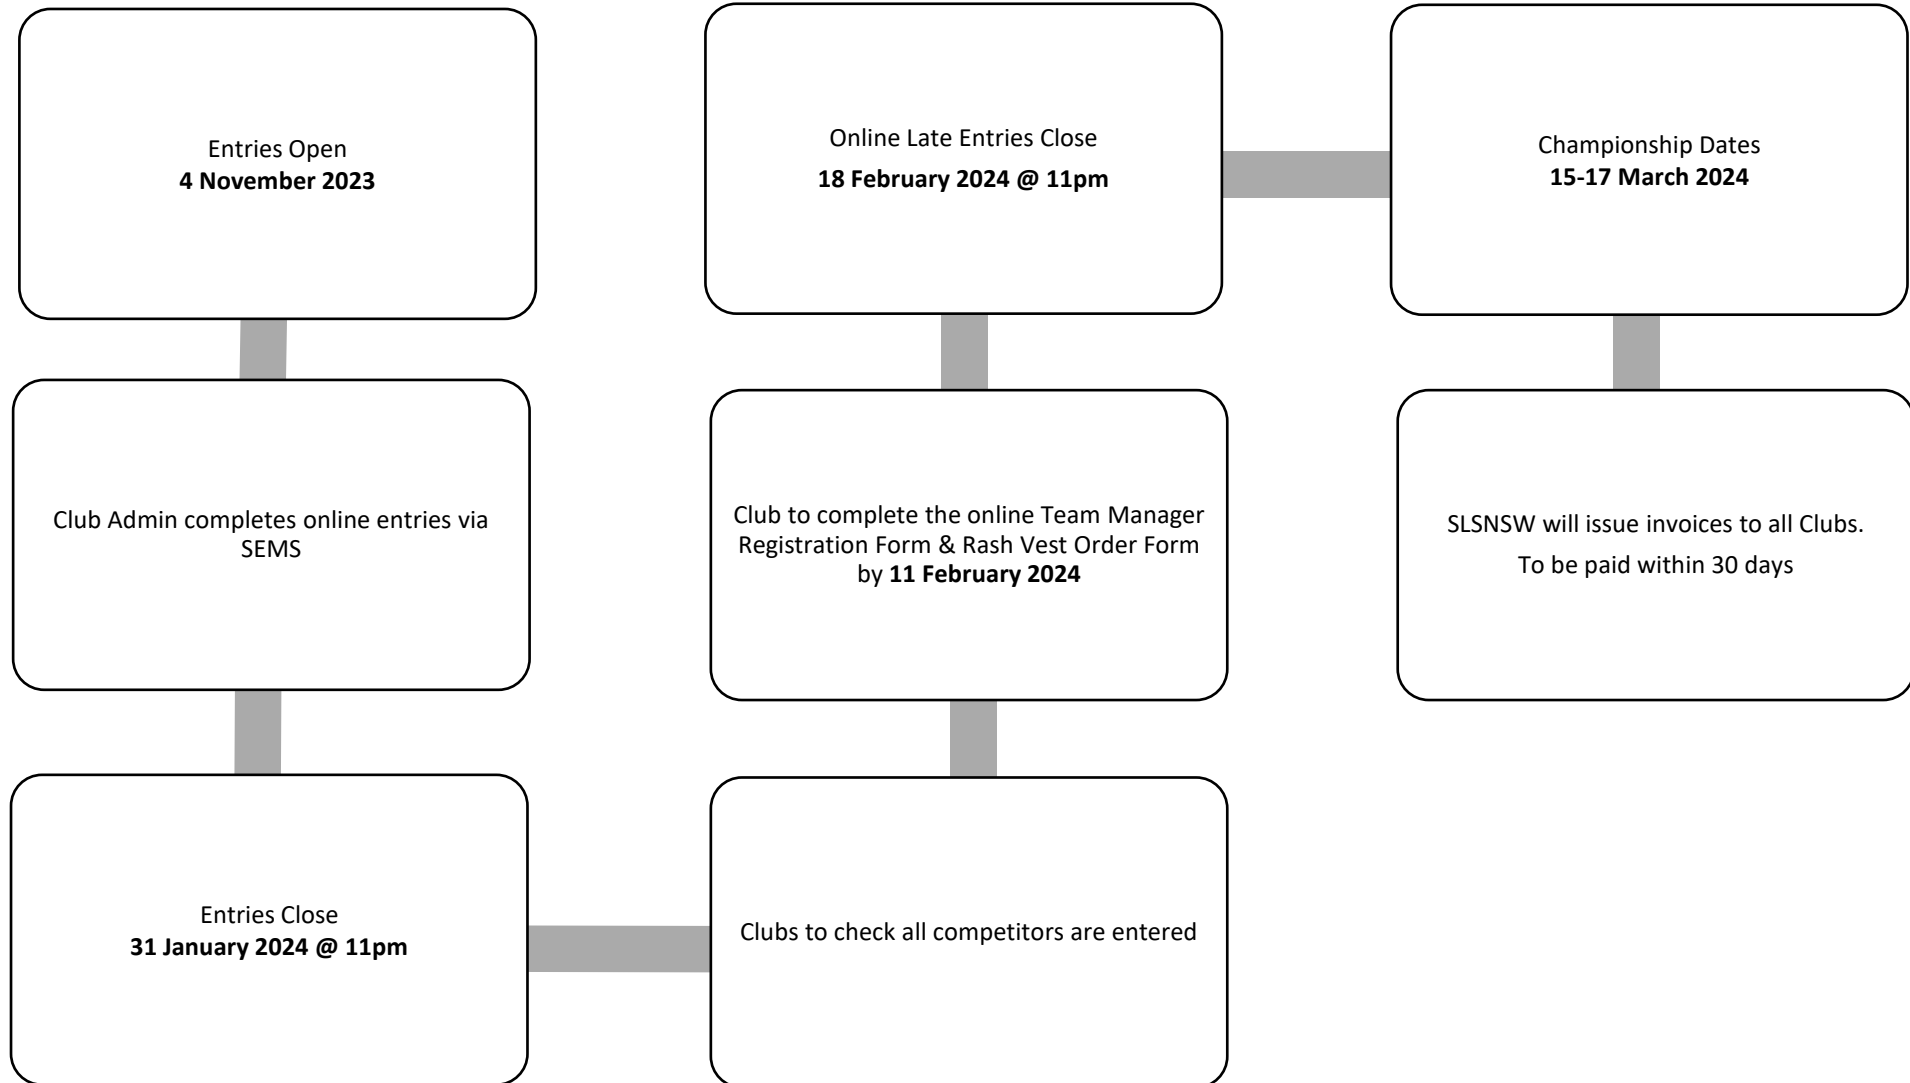 Entries Open
4 November 2023
Club Admin completes online entries via
SEMS
Entries Close
31 January 2024 @ 11pm
Clubs to check all competitors are entered
Club to complete the online Team Manager
Registration Form & Rash Vest Order Form
by 11 February 2024
Online Late Entries Close
18 February 2024 @ 11pm
Championship Dates
15-17 March 2024
SLSNSW will issue invoices to all Clubs.
To be paid within 30 days